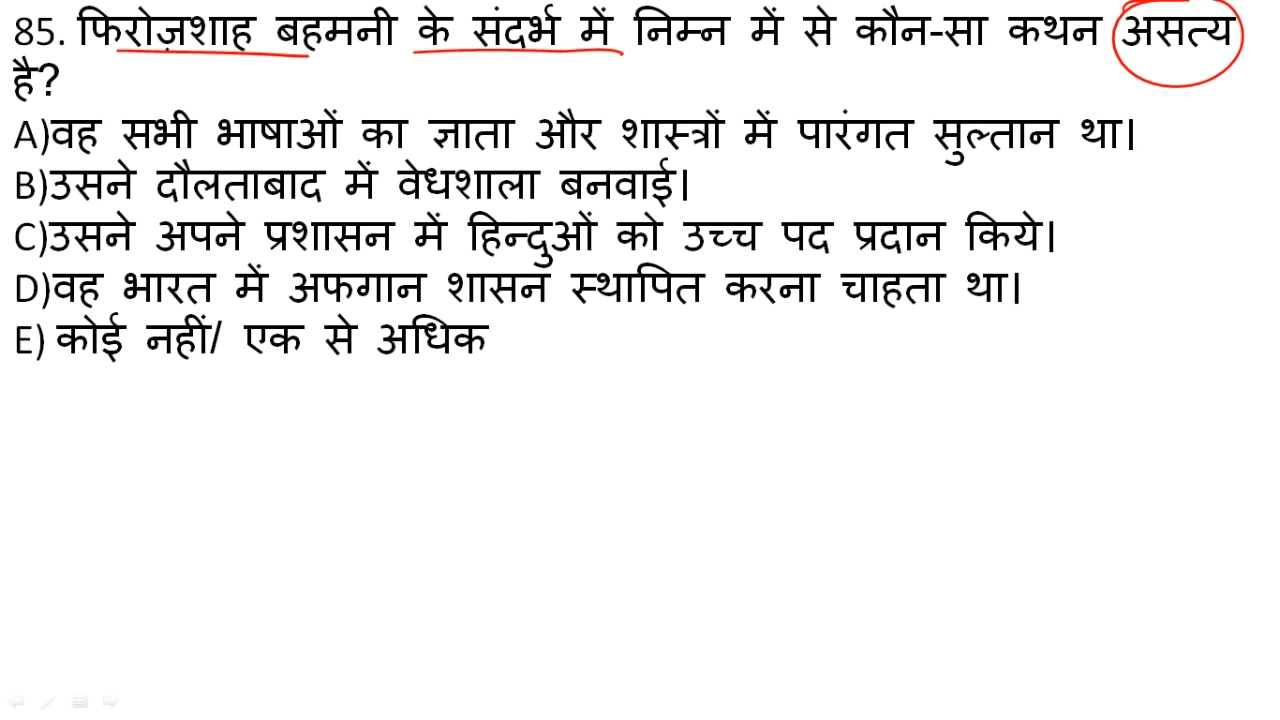 85. फिरोज़शाह बहमनी के संदर्भ में निम्न में से कौन-सा कथन असत्य
है?
A)वह सभी भाषाओं का ज्ञाता और शास्त्रों में पारंगत सुल्तान था।
B)उसने दौलताबाद में वेधशाला बनवाई।
C)उसने अपने प्रशासन में हिन्दुओं को उच्च पद प्रदान किये।
D)वह भारत में अफगान शासन स्थापित करना चाहता था।
E) कोई नहीं/ एक से अधिक